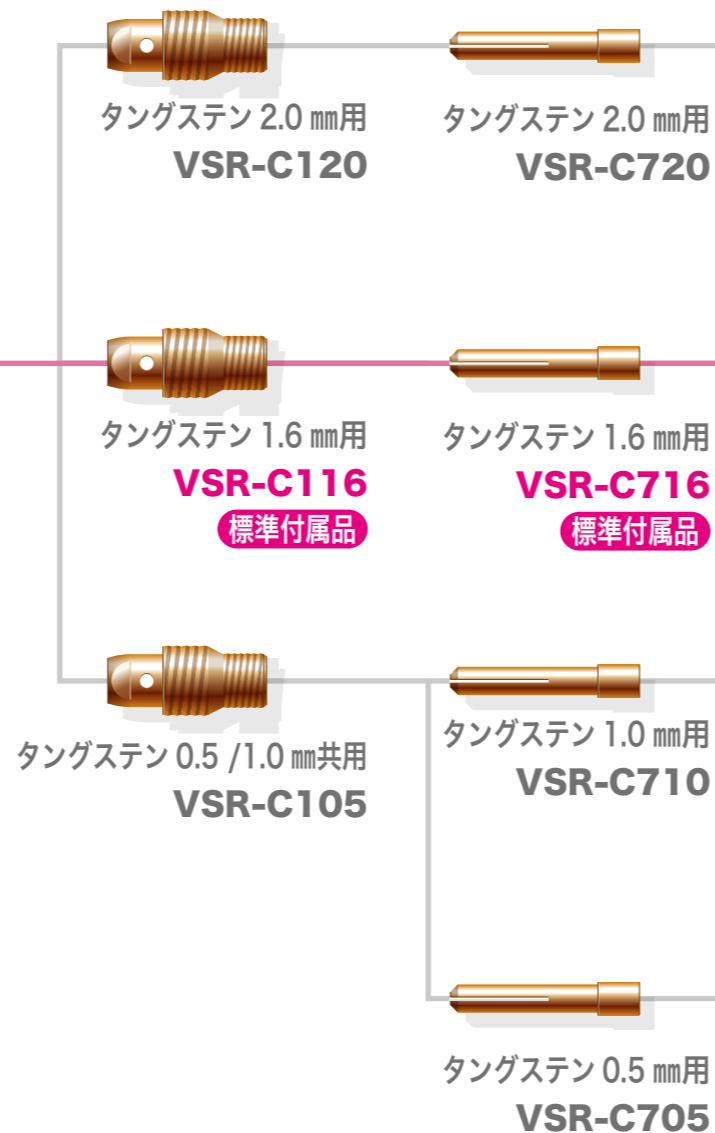 タングステン 2.0 ㎜用
VSR-C120
タングステン 2.0 ㎜用
VSR-C720
タングステン 1.6 ㎜用
VSR-C116
標準付属品
タングステン 1.6 ㎜用
VSR-C716
標準付属品
タングステン 0.5 /1.0 ㎜共用
VSR-C105
タングステン 1.0 ㎜用
VSR-C710
タングステン 0.5 ㎜用
VSR-C705